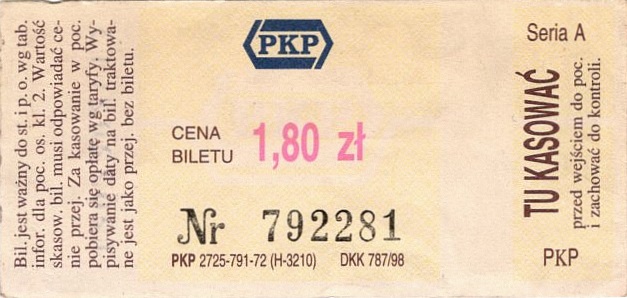 Bil. jest ważny do st. i p. o. wg tab.
infor. dla poc. os. kl. 2. Wartość
skasow. bil. musi odpowiadać ce-
nie przej. Za kasowanie w poc.
pobiera się opłatę wg taryfy. Wy-
pisywanie daty na bil. traktowa-
ne jest jako przej. bez biletu.
PKP
CENA
BILETU 1,80 zł
Nr 792281
PKP 2725-791-72 (H-3210) DKK 787/98
Seria A
TU KASOWAĆ
przed wejściem do poc.
i zachować do kontroli.
PKP